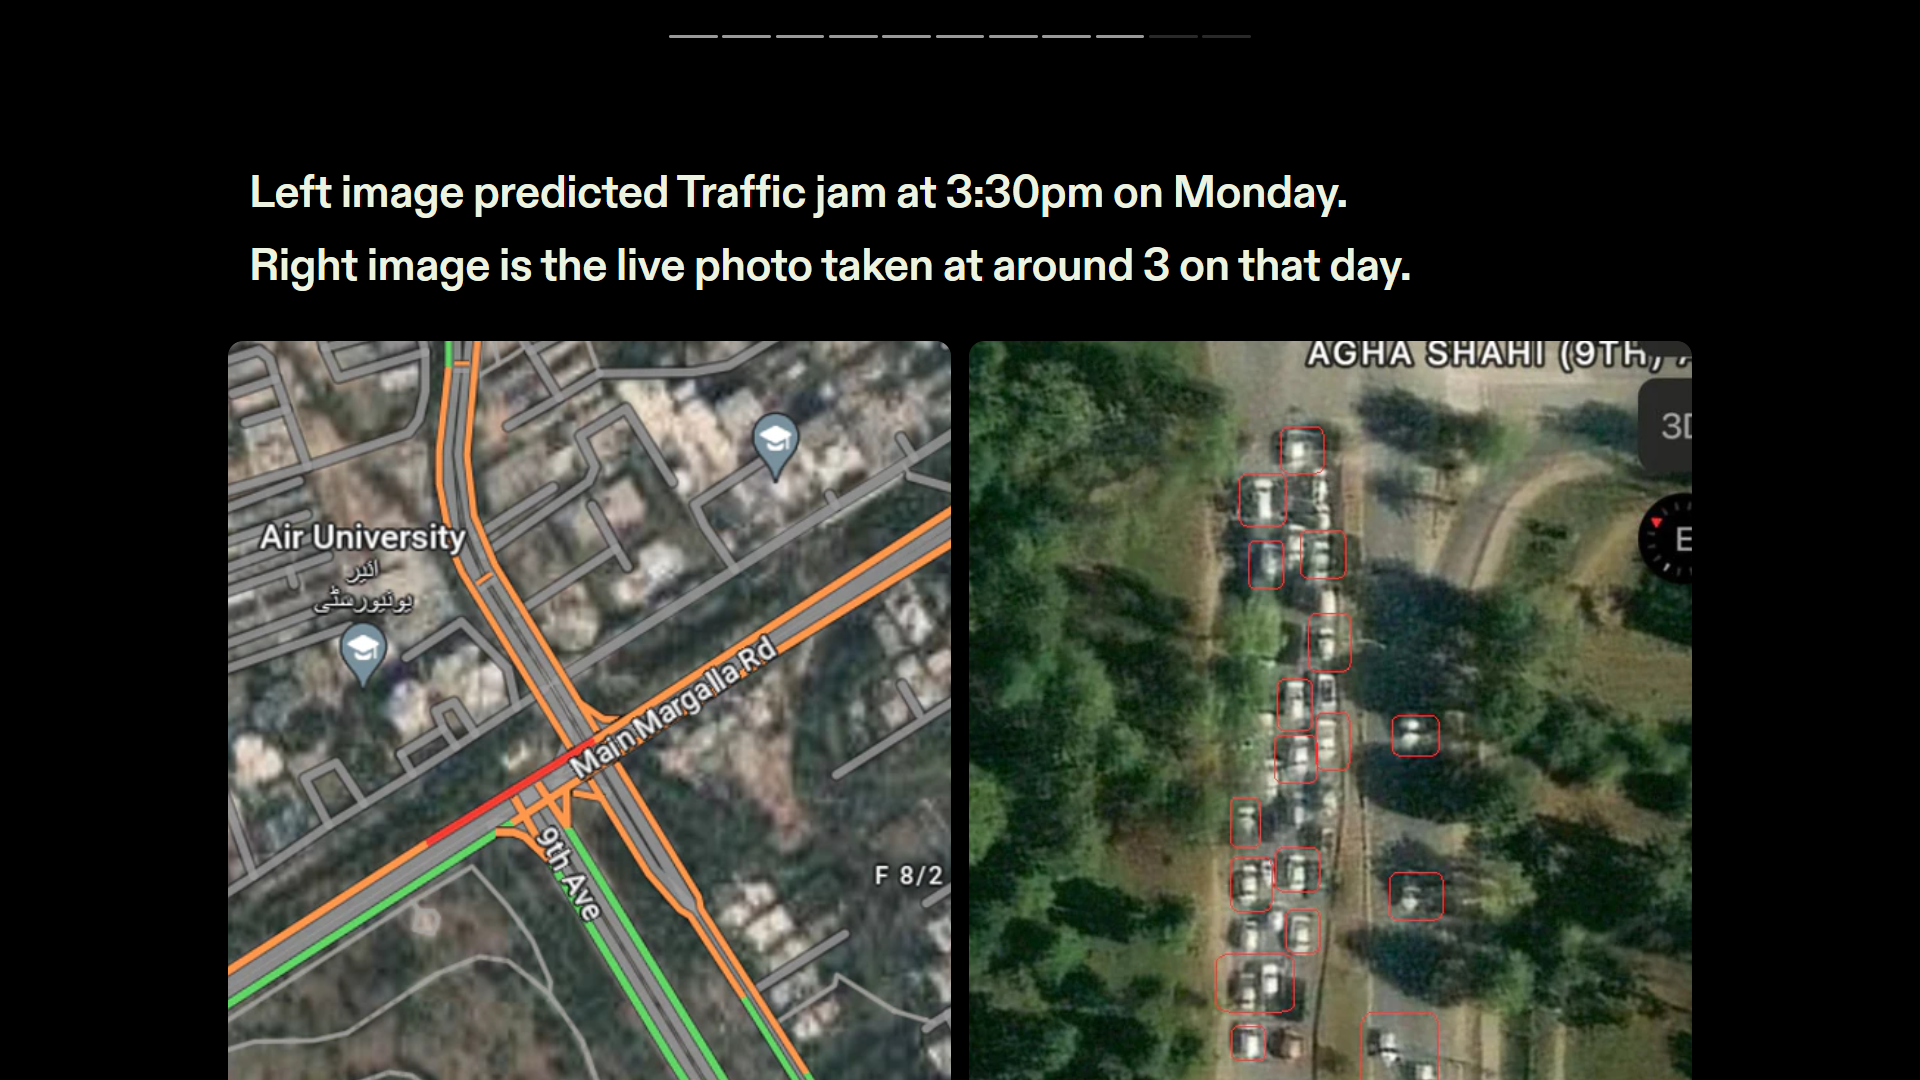 Left image predicted Traffic jam at 3:30pm on Monday.
Right image is the live photo taken at around 3 on that day.
Air University
ائیر
یونیورسٹی
Main Margalla Rd
9th Ave
F 8/2
AGHA SHAHI (9TH)
3D
E